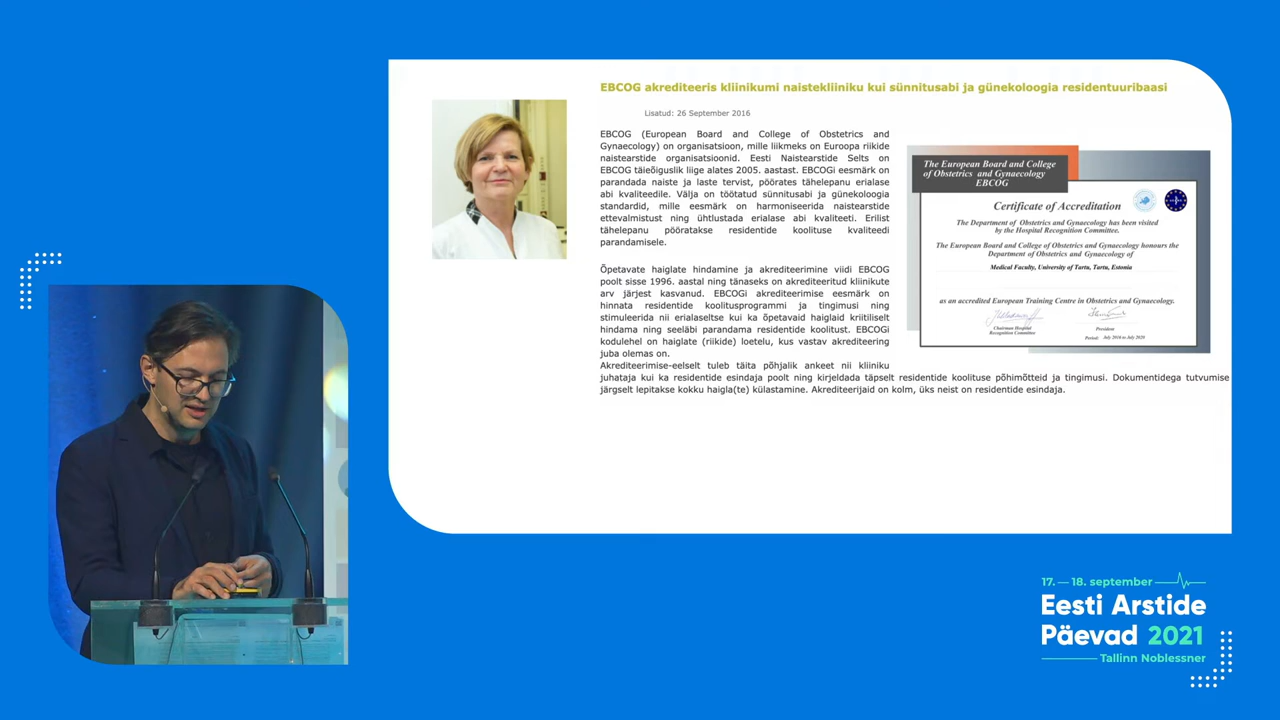 EBCOG akrediteeris kliinikumi naistekliiniku kui sünnitusabi ja günekoloogia residentuuribaasi
Lisatud: 26 September 2016
EBCOG (European Board and College of Obstetrics and
Gynaecology) on organisatsioon, mille liikmeks on Euroopa riikide
naistearstide organisatsioonid. Eesti Naistearstide Selts on
EBCOG täieõiguslik liige alates 2005. aastast. EBCOGi eesmärk on
parandada naiste ja laste tervist, pöörates tähelepanu erialase
abi kvaliteedile. Välja on töötatud sünnitusabi ja günekoloogia
standardid, mille eesmärk on harmoniseerida naistearstide
ettevalmistust ning ühtlustada erialase abi kvaliteeti. Erilist
tähelepanu pööratakse residentide koolituse kvaliteedi
parandamisele.
Õpetavate haiglate hindamine ja akrediteerimine viidi EBCOG
poolt sisse 1996. aastal ning tänaseks on akrediteeritud kliinikute
arv järjest kasvanud. EBCOGi akrediteerimise eesmärk on
hinnata residentide koolitusprogrammi ja tingimusi ning
stimuleerida nii erialaseltse kui ka õpetavaid haiglaid kriitiliselt
hindama ning seeläbi parandama residentide koolitust. EBCOGi
kodulehel on haiglate (riikide) loetelu, kus vastav akrediteering
juba olemas on.
Akrediteerimise-eelselt tuleb täita põhjalik ankeet nii kliiniku
juhataja kui ka residentide esindaja poolt ning kirjeldada täpselt residentide koolituse põhimõtteid ja tingimusi. Dokumentidega tutvumise
järgselt lepitakse kokku haigla(te) külastamine. Akrediteerijaid on kolm, üks neist on residentide esindaja.
The European Board and College
of Obstetrics and Gynaecology
EBCOG
Certificate of Accreditation
The Department of Obstetrics and Gynaecology has been visited
by the Hospital Recognition Committee.
The European Board and College of Obstetrics and Gynaecology honours the
Department of Obstetrics and Gynaecology of
Medical Faculty, University of Tartu, Tartu, Estonia
as an accredited European Training Centre in Obstetrics and Gynaecology.
Chairman Hospital
Recognition Committee
President
Period: July 2016 to July 2020
17. — 18. september
Eesti Arstide
Päevad 2021
Tallinn Noblessner